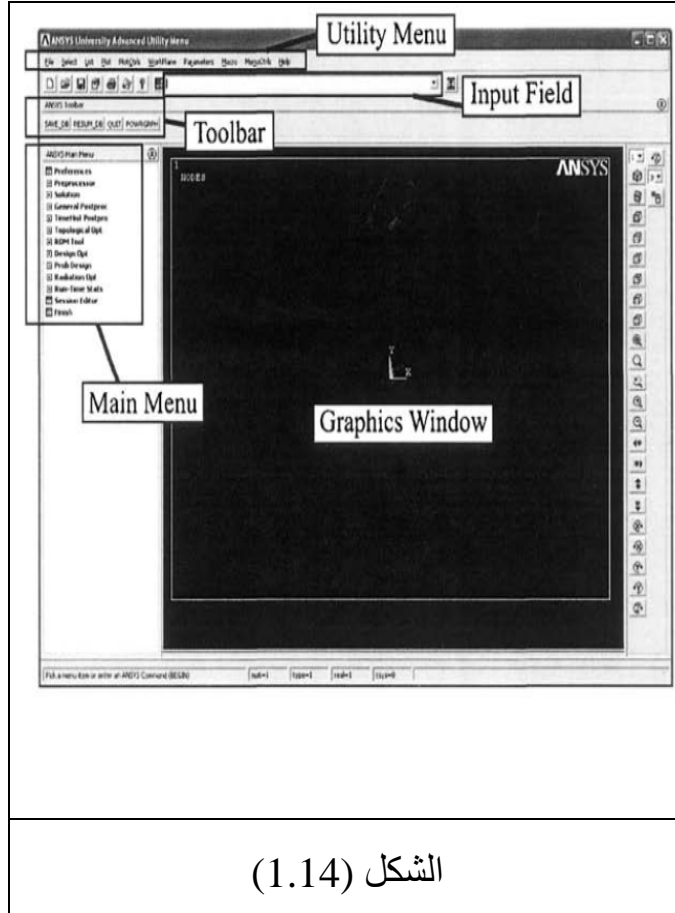 Utility Menu
ANSYS University Advanced Utility Menu
File Select List Plot PlotCtrls WorkPlane Parameters Macro MenuCtrls Help
Input Field
ANSYS Toolbar
SAVE_DB RESUM_DB QUIT POWRGRPH
Toolbar
ANSYS Main Menu
Preferences
Preprocessor
Solution
General Postproc
TimeHist Postpro
Topological Opt
ROM Tool
Design Opt
Prob Design
Radiation Opt
Run-Time Stats
Session Editor
Finish
1
NODES
ANSYS
Y
X
Main Menu
Graphics Window
Pick a menu item or enter an ANSYS Command (BEGIN) mat=1 type=1 real=1 csys=0
الشكل (1.14)